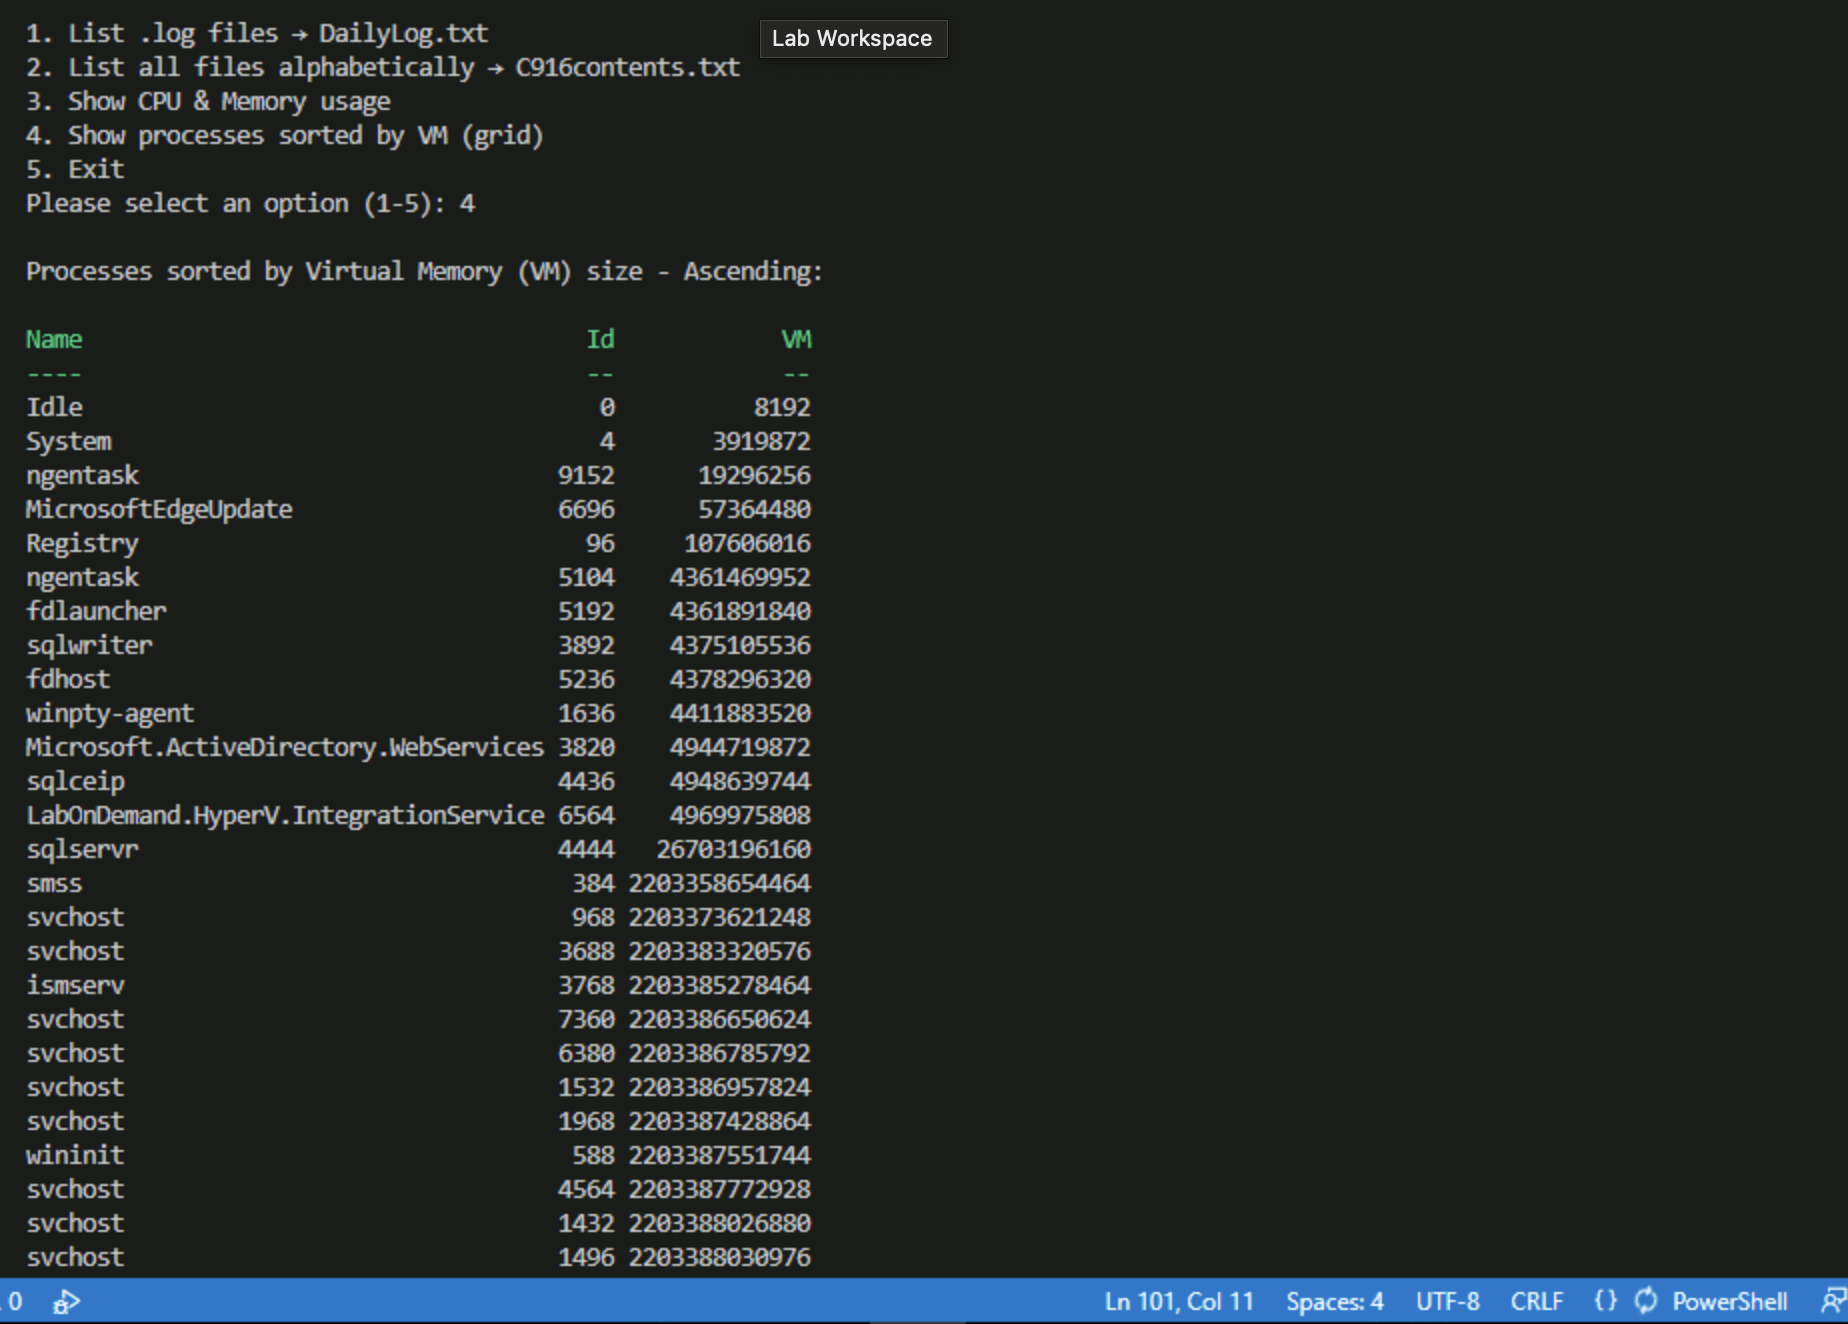 1. List .log files → DailyLog.txt
Lab Workspace
2. List all files alphabetically → C916contents.txt
3. Show CPU & Memory usage
4. Show processes sorted by VM (grid)
5. Exit
Please select an option (1-5): 4
Processes sorted by Virtual Memory (VM) size - Ascending:
Name Id VM
---- -- --
Idle 0 8192
System 4 3919872
ngentask 9152 19296256
MicrosoftEdgeUpdate 6696 57364480
Registry 96 107606016
ngentask 5104 4361469952
fdlauncher 5192 4361891840
sqlwriter 3892 4375105536
fdhost 5236 4378296320
winpty-agent 1636 4411883520
Microsoft.ActiveDirectory.WebServices 3820 4944719872
sqlceip 4436 4948639744
LabOnDemand.HyperV.IntegrationService 6564 4969975808
sqlservr 4444 26703196160
smss 384 2203358654464
svchost 968 2203373621248
svchost 3688 2203383320576
ismserv 3768 2203385278464
svchost 7360 2203386650624
svchost 6380 2203386785792
svchost 1532 2203386957824
svchost 1968 2203387428864
wininit 588 2203387551744
svchost 4564 2203387772928
svchost 1432 2203388026880
svchost 1496 2203388030976
0 Ln 101, Col 11 Spaces: 4 UTF-8 CRLF {} PowerShell